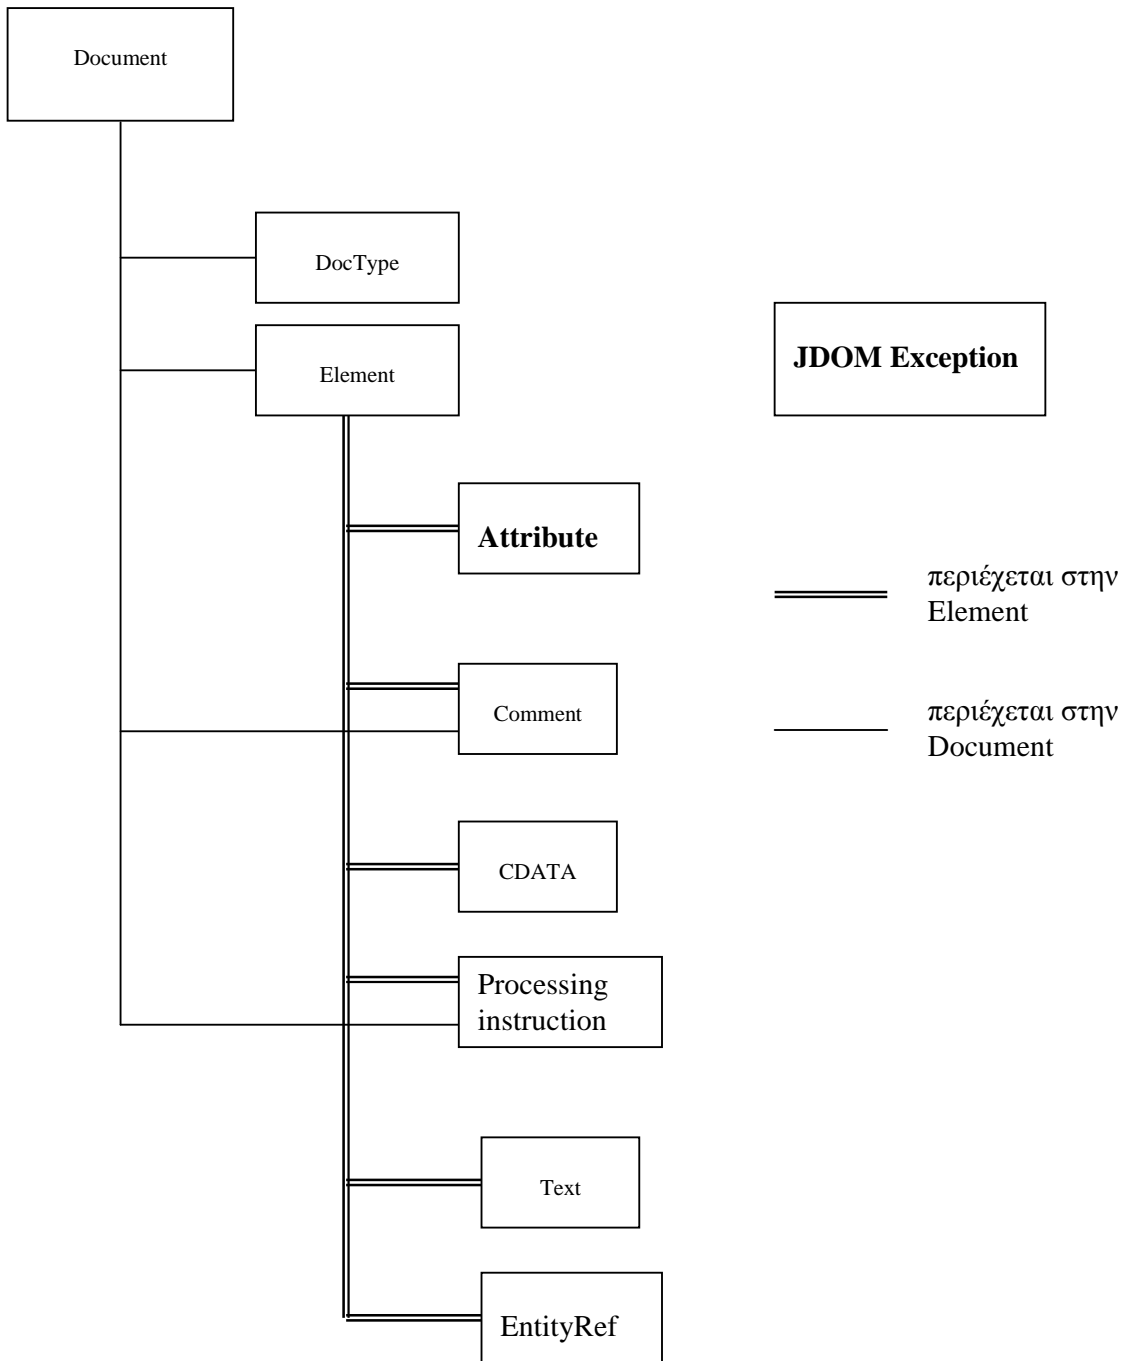 Document
DocType
Element
JDOM Exception
Attribute
περιέχεται στην
Element
Comment
περιέχεται στην
Document
CDATA
Processing
instruction
Text
EntityRef